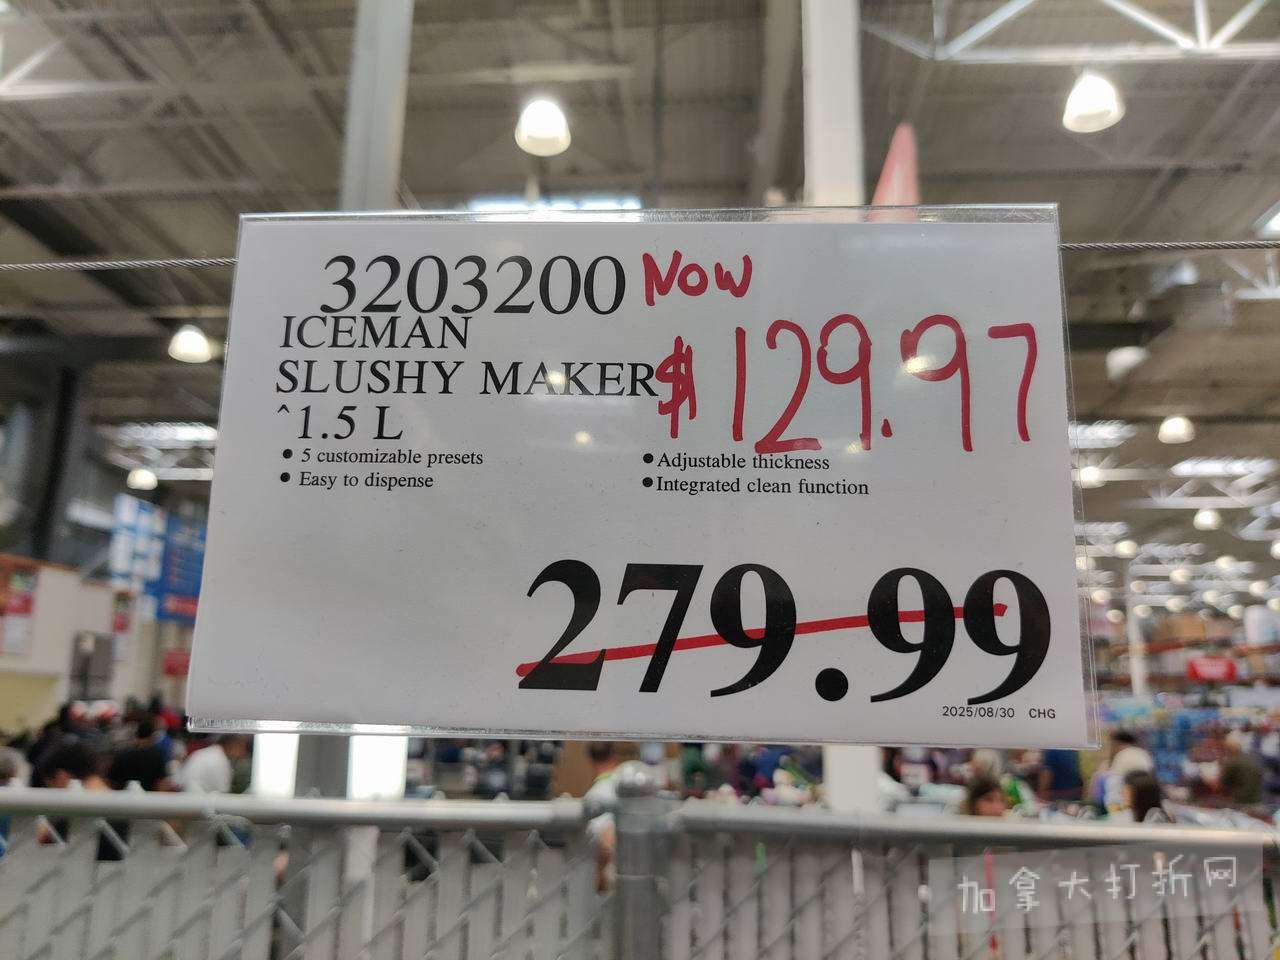 3203200 NOW
ICEMAN
SLUSHY MAKER $129.97
^1.5 L
• 5 customizable presets
• Easy to dispense
• Adjustable thickness
• Integrated clean function
279.99
2025/08/30 CHG
加拿大打折网